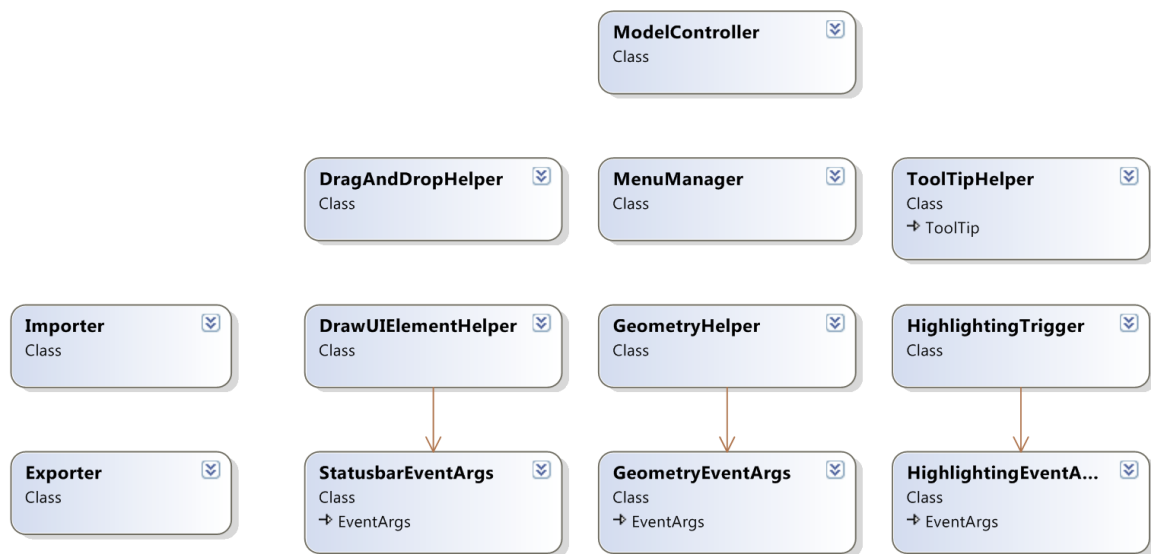 ModelController
Class
DragAndDropHelper
Class
MenuManager
Class
ToolTipHelper
Class
ToolTip
Importer
Class
DrawUIElementHelper
Class
GeometryHelper
Class
HighlightingTrigger
Class
Exporter
Class
StatusbarEventArgs
Class
EventArgs
GeometryEventArgs
Class
EventArgs
HighlightingEventA...
Class
EventArgs